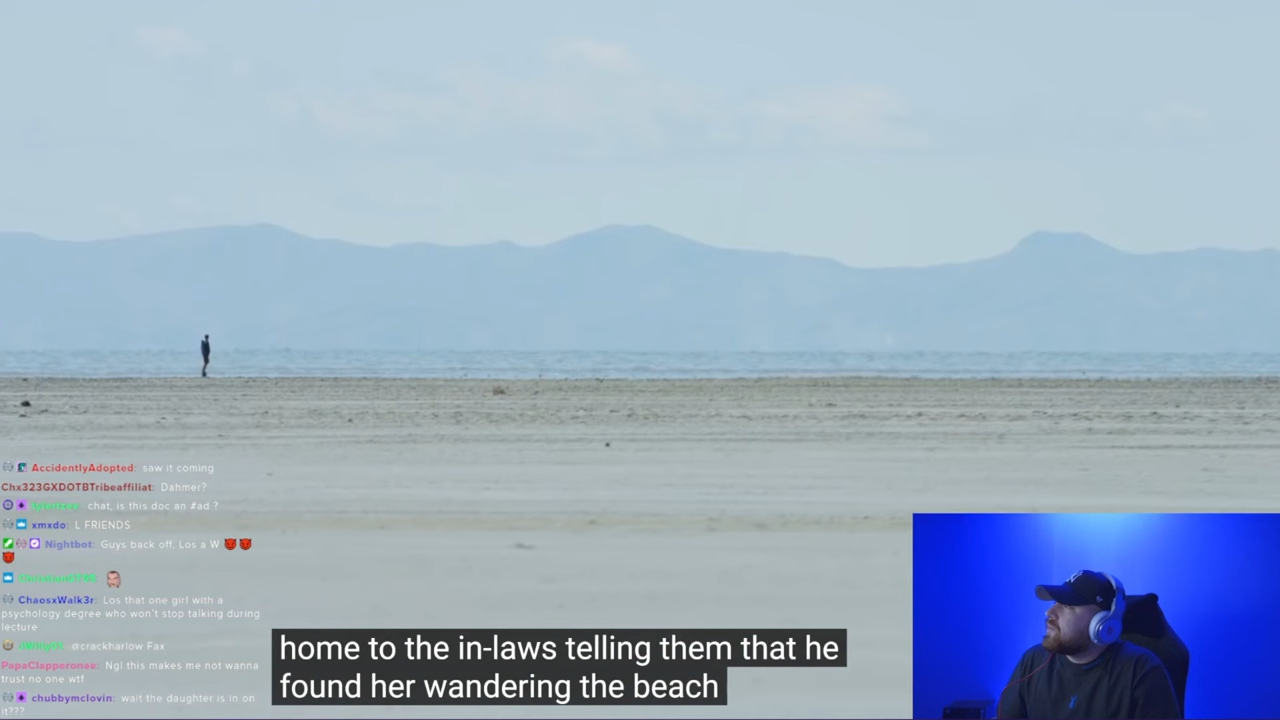 AccidentlyAdopted: saw it coming
Chx323GXDOTBTribeaffiliat: Dahmer?
chat, is this doc an #ad ?
xmxdo: L FRIENDS
Nightbot: Guys back off, Los a W
ChaosxWalk3r: Los that one girl with a
psychology degree who won't stop talking during
lecture
@crackharlow Fax
PapaClapperonae: Ngl this makes me not wanna
trust no one wtf
chubbymclovin: wait the daughter is in on
it???
home to the in-laws telling them that he
found her wandering the beach